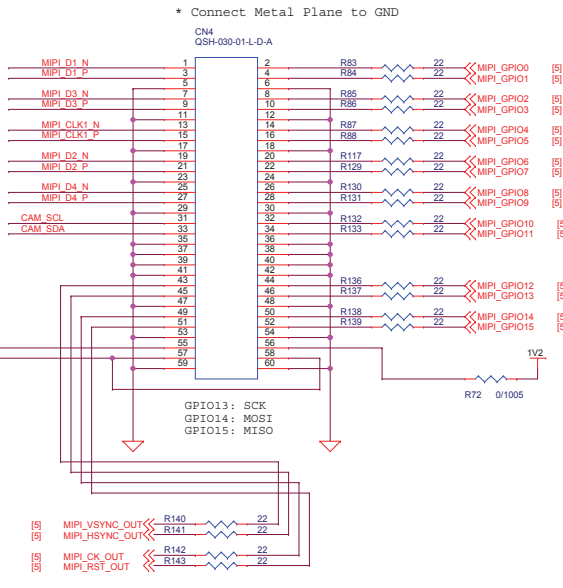 * Connect Metal Plane to GND
CN4
QSH-030-01-L-D-A
MIPI_D1_N 1 2 R83 22 MIPI_GPIO0 [5]
MIPI_D1_P 3 4 R84 22 MIPI_GPIO1 [5]
5 6
MIPI_D3_N 7 8 R85 22 MIPI_GPIO2 [5]
MIPI_D3_P 9 10 R86 22 MIPI_GPIO3 [5]
11 12
MIPI_CLK1_N 13 14 R87 22 MIPI_GPIO4 [5]
MIPI_CLK1_P 15 16 R88 22 MIPI_GPIO5 [5]
17 18
MIPI_D2_N 19 20 R117 22 MIPI_GPIO6 [5]
MIPI_D2_P 21 22 R129 22 MIPI_GPIO7 [5]
23 24
MIPI_D4_N 25 26 R130 22 MIPI_GPIO8 [5]
MIPI_D4_P 27 28 R131 22 MIPI_GPIO9 [5]
29 30
CAM_SCL 31 32 R132 22 MIPI_GPIO10 [5
CAM_SDA 33 34 R133 22 MIPI_GPIO11 [5
35 36
37 38
39 40
41 42
43 44 R136 22 MIPI_GPIO12 [5
45 46 R137 22 MIPI_GPIO13 [5
47 48
49 50 R138 22 MIPI_GPIO14 [5
51 52 R139 22 MIPI_GPIO15 [5
53 54
55 56
57 58
59 60
1V2
R72 0/1005
GPIO13: SCK
GPIO14: MOSI
GPIO15: MISO
[5] MIPI_VSYNC_OUT R140 22
[5] MIPI_HSYNC_OUT R141 22
[5] MIPI_CK_OUT R142 22
[5] MIPI_RST_OUT R143 22